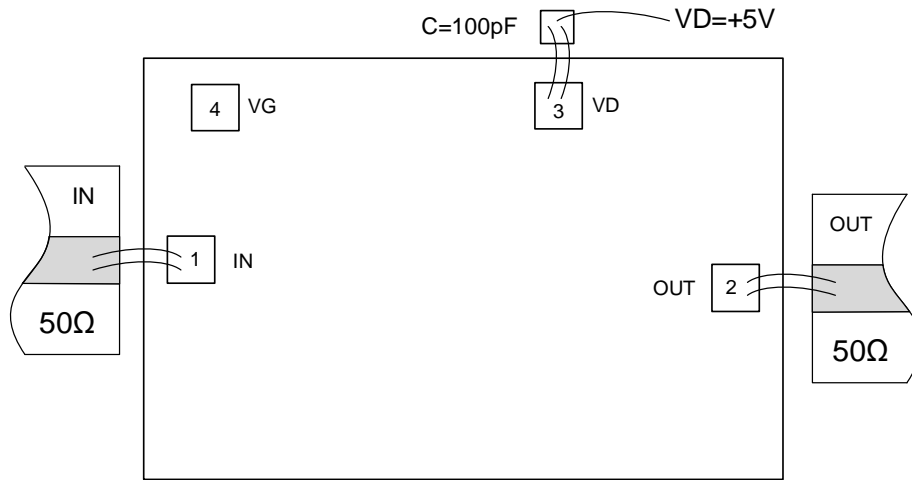 C=100pF
VD=+5V
4
VG
3
VD
IN
1
IN
50Ω
OUT
OUT
2
50Ω